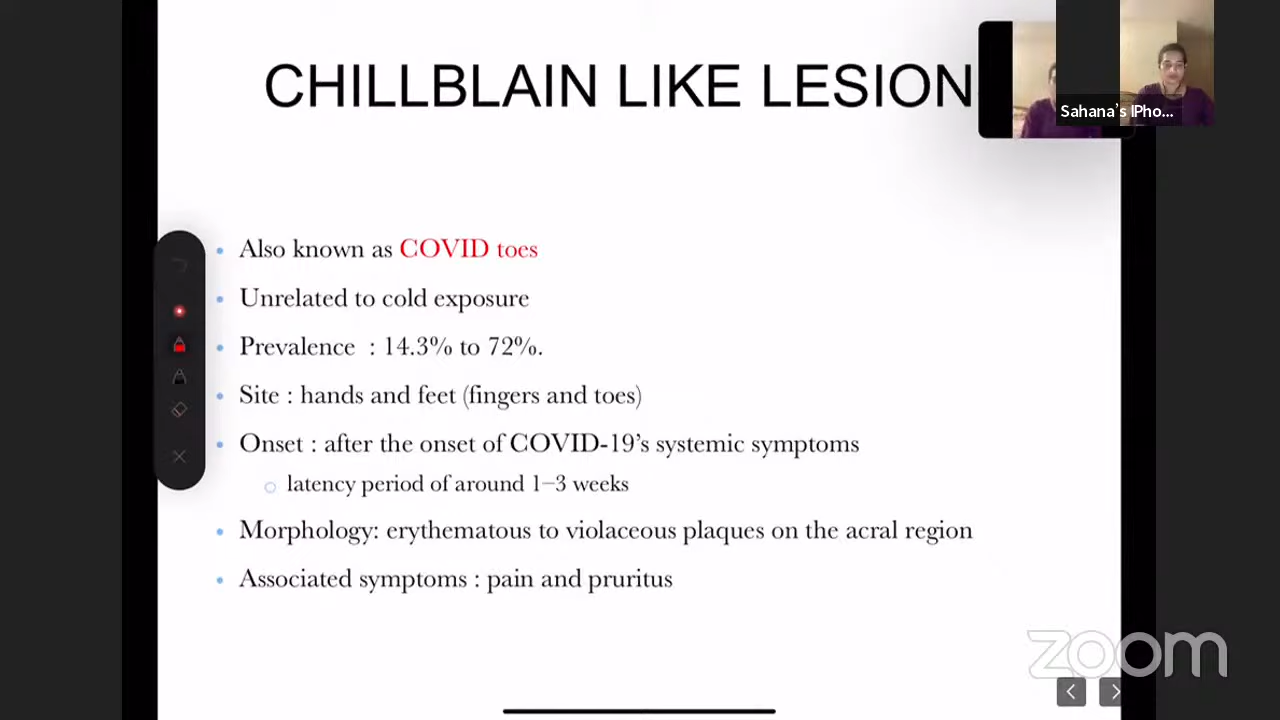 CHILLBLAIN LIKE LESION
Sahana's IPho...
Also known as COVID toes
Unrelated to cold exposure
Prevalence : 14.3% to 72%.
Site : hands and feet (fingers and toes)
Onset : after the onset of COVID-19's systemic symptoms
latency period of around 1–3 weeks
Morphology: erythematous to violaceous plaques on the acral region
Associated symptoms : pain and pruritus
zoom